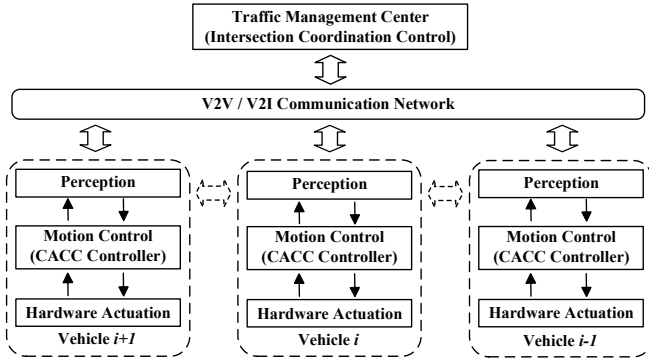 Traffic Management Center
(Intersection Coordination Control)
V2V / V2I Communication Network
Perception
Motion Control
(CACC Controller)
Hardware Actuation
Vehicle i+1
Perception
Motion Control
(CACC Controller)
Hardware Actuation
Vehicle i
Perception
Motion Control
(CACC Controller)
Hardware Actuation
Vehicle i-1